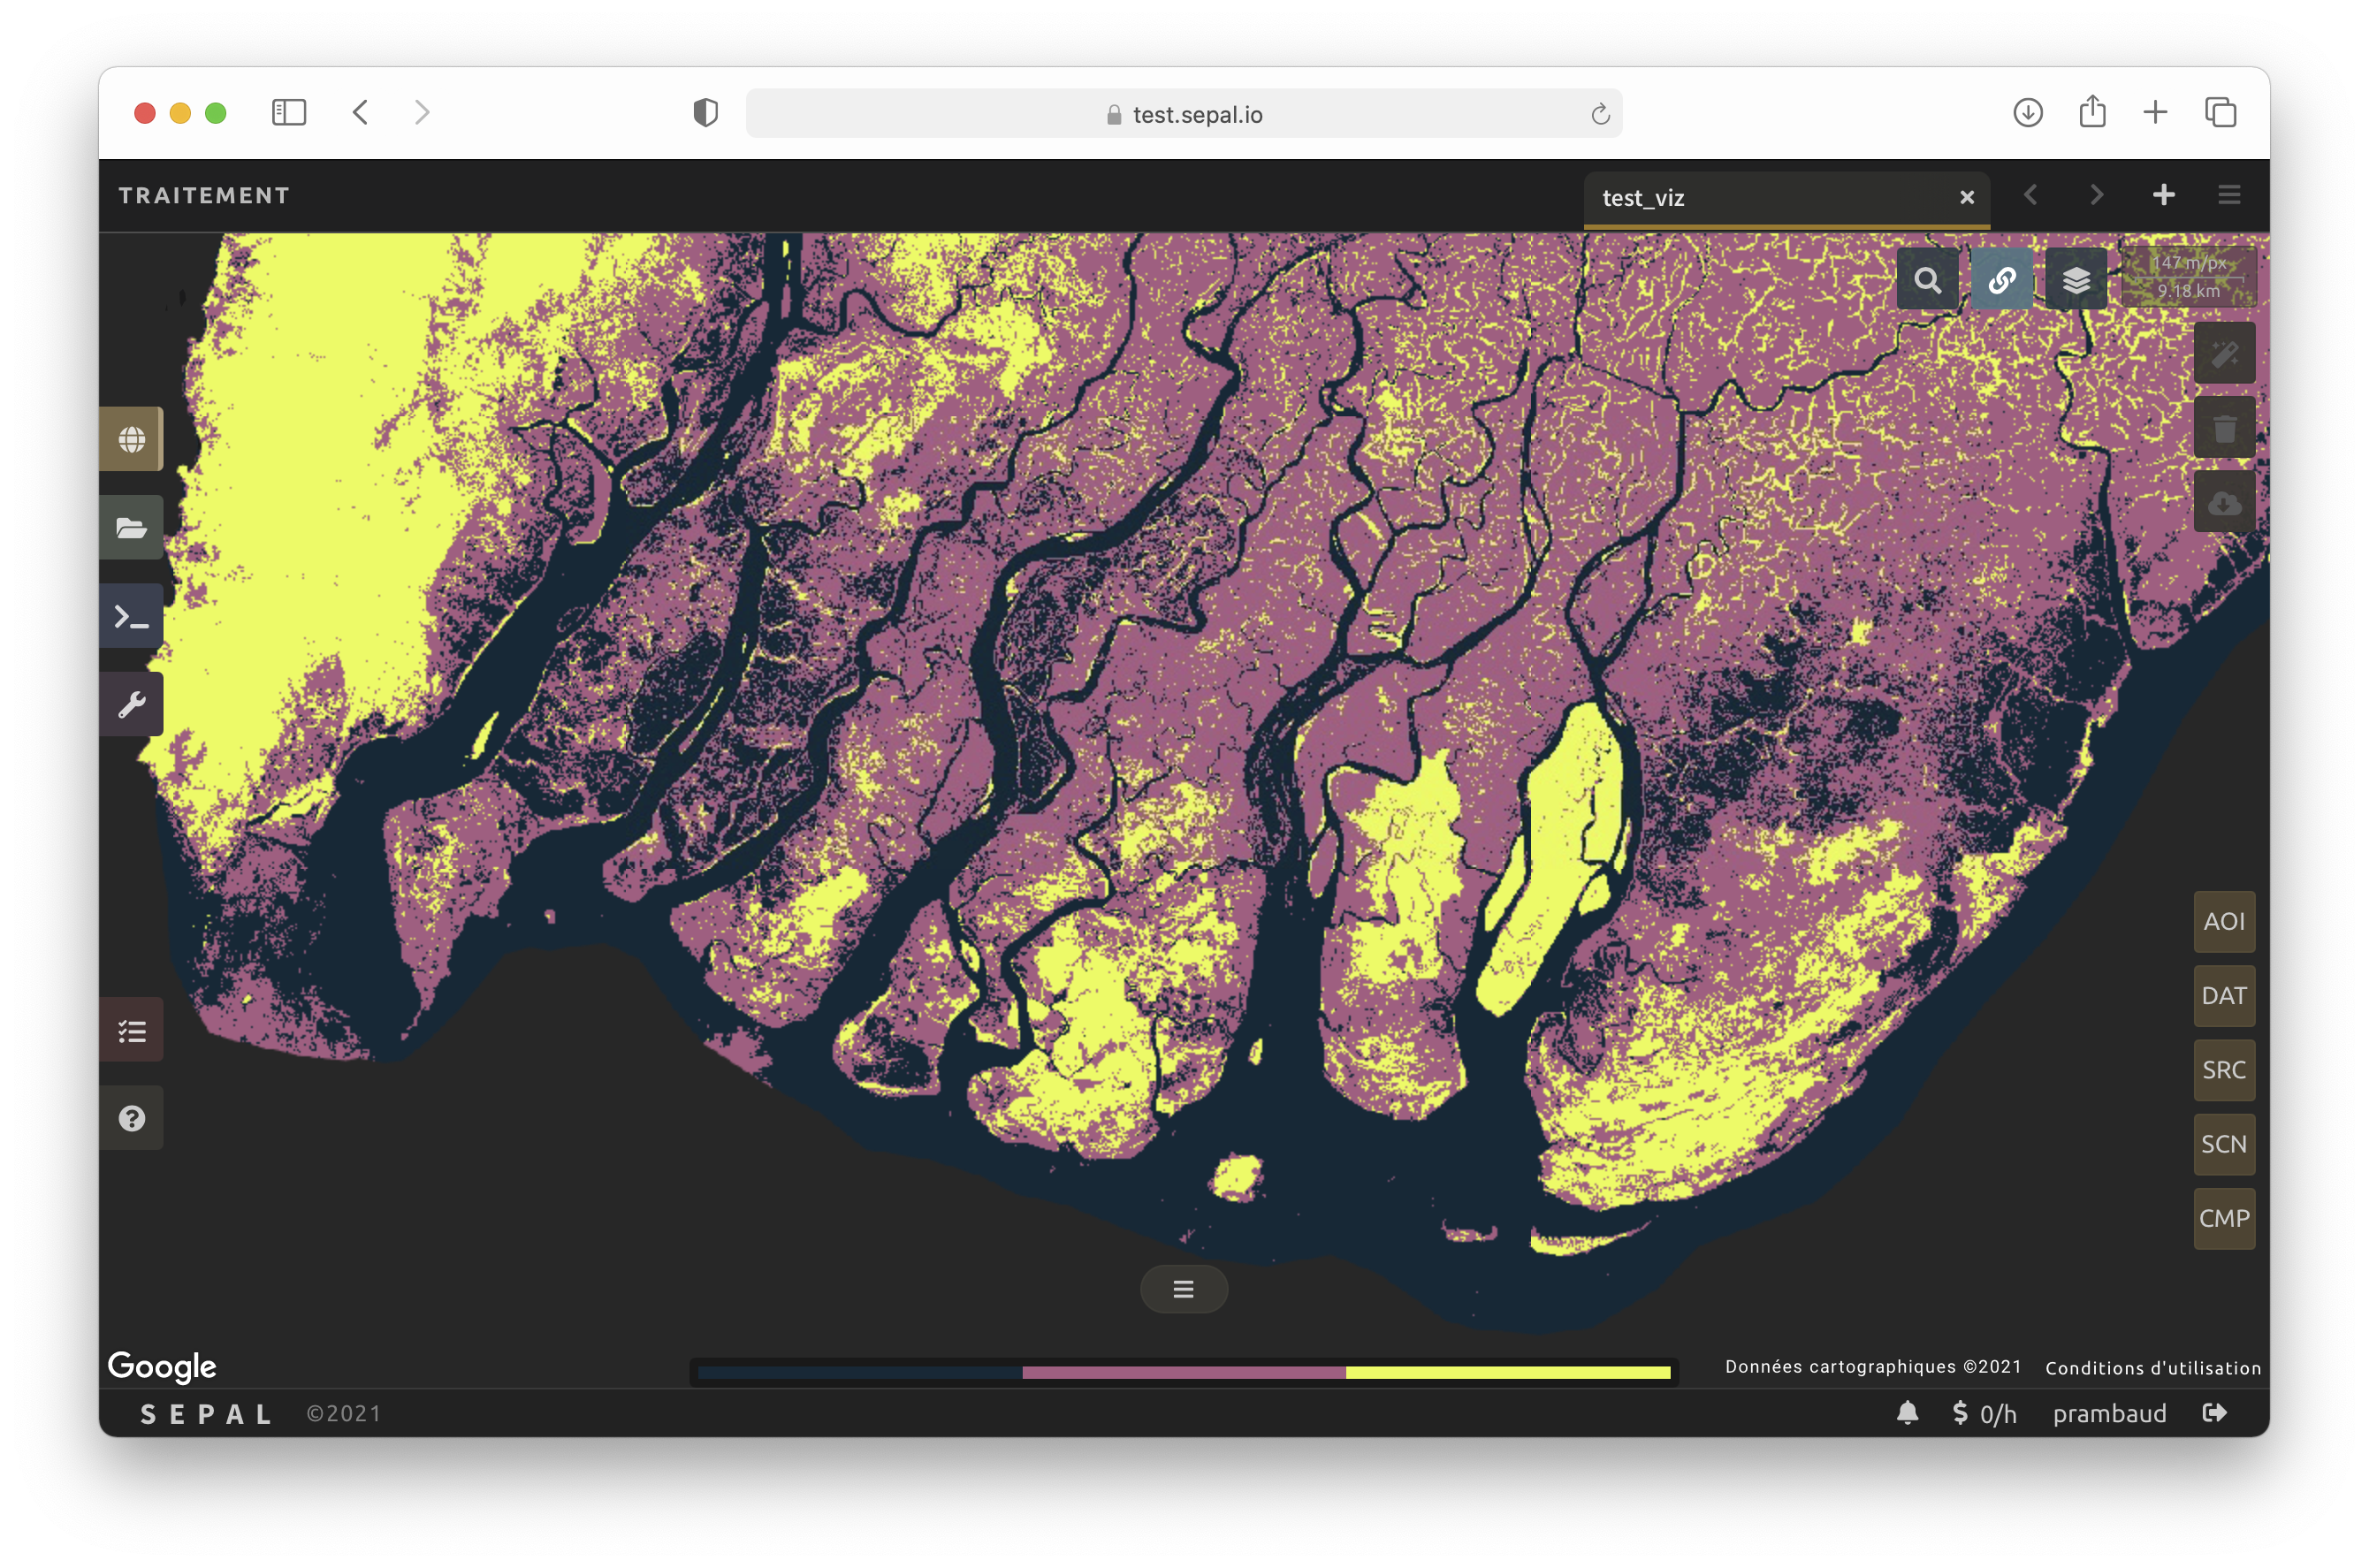 test.sepal.io
TRAITEMENT
test_viz
147 m/px
9.18 km
AOI
DAT
SRC
SCN
CMP
Google
Données cartographiques ©2021
Conditions d'utilisation
SEPAL ©2021
$ 0/h
prambaud